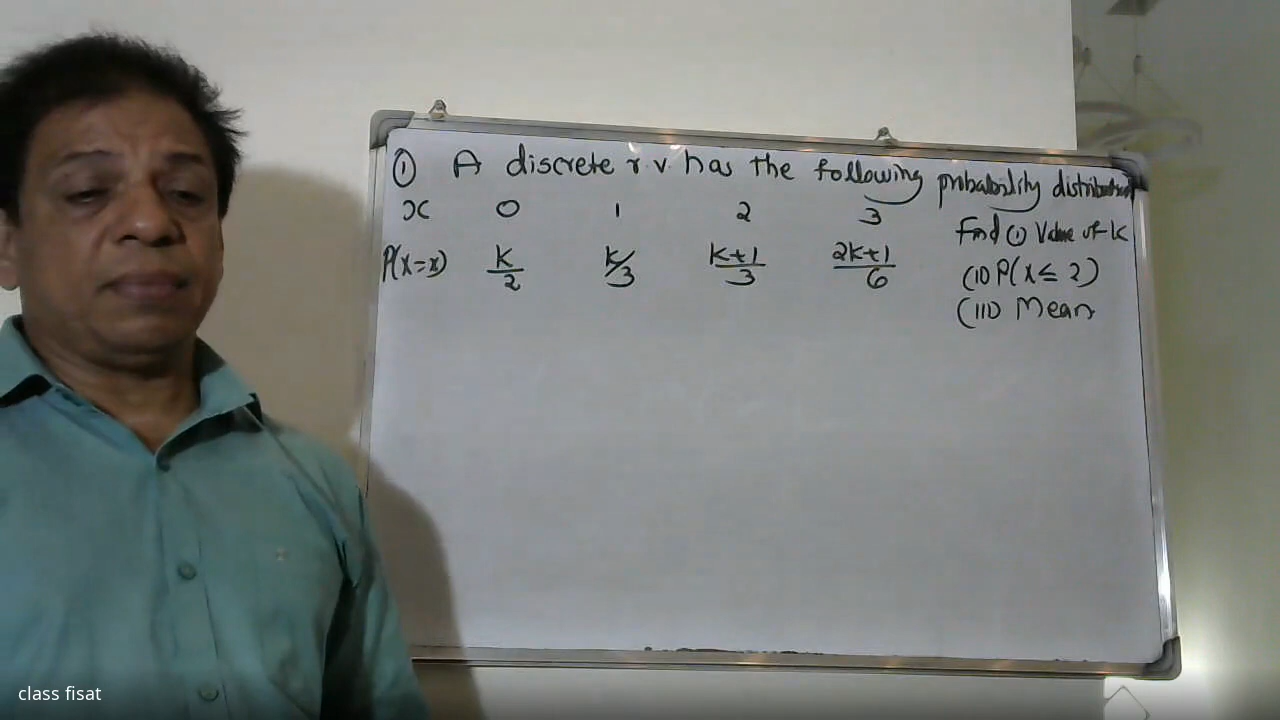 ① A discrete r v has the following probability distribution
x 0 1 2 3
P(X=x) k/2 k/3 k+1/3 2k+1/6
Find ① Value of k
(ii) P(x ≤ 2)
(iii) Mean
class fisat